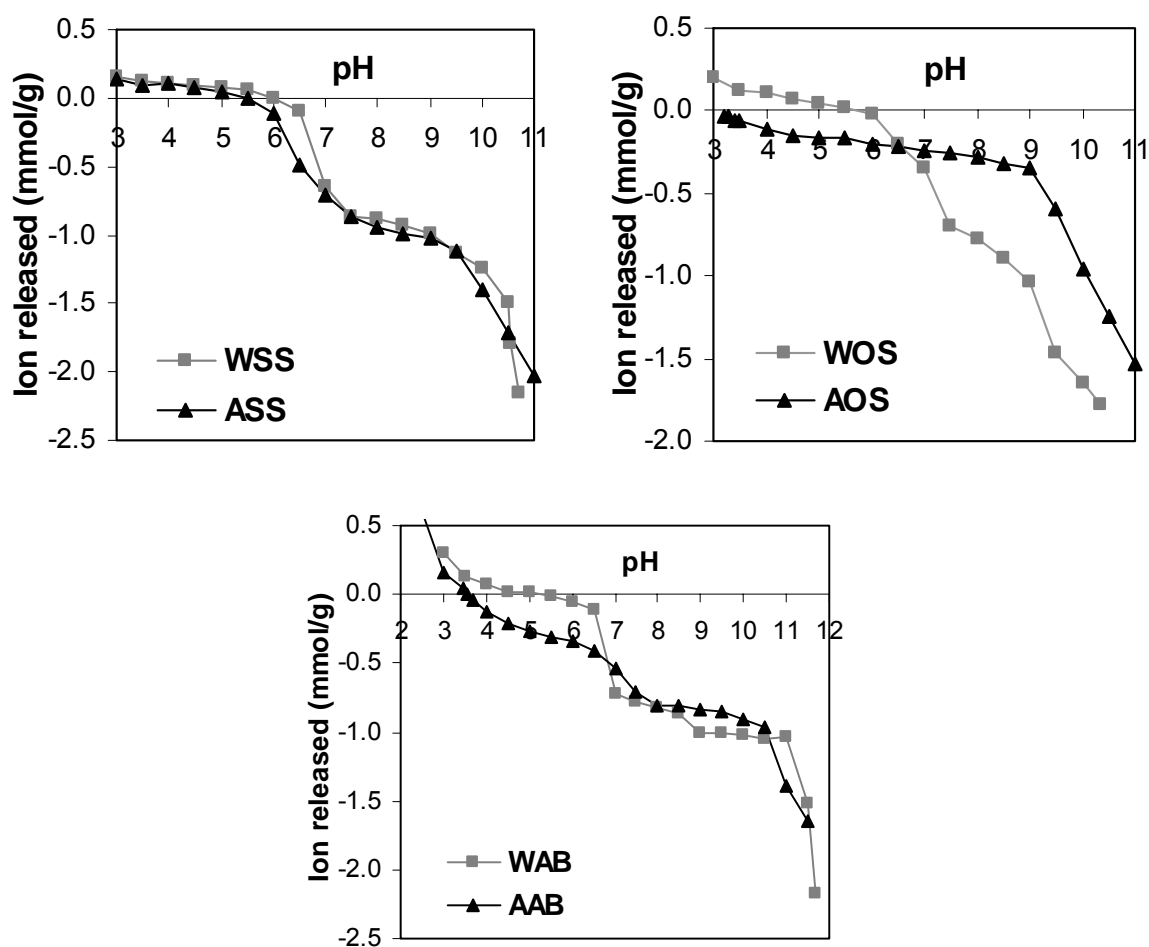 Ion released (mmol/g)
0.5
0.0
-0.5
-1.0
-1.5
-2.0
-2.5
pH
3 4 5 6 7 8 9 10 11
WSS
ASS
Ion released (mmol/g)
0.5
0.0
-0.5
-1.0
-1.5
-2.0
pH
3 4 5 6 7 8 9 10 11
WOS
AOS
Ion released (mmol/g)
0.5
0.0
-0.5
-1.0
-1.5
-2.0
-2.5
pH
2 3 4 5 6 7 8 9 10 11 12
WAB
AAB